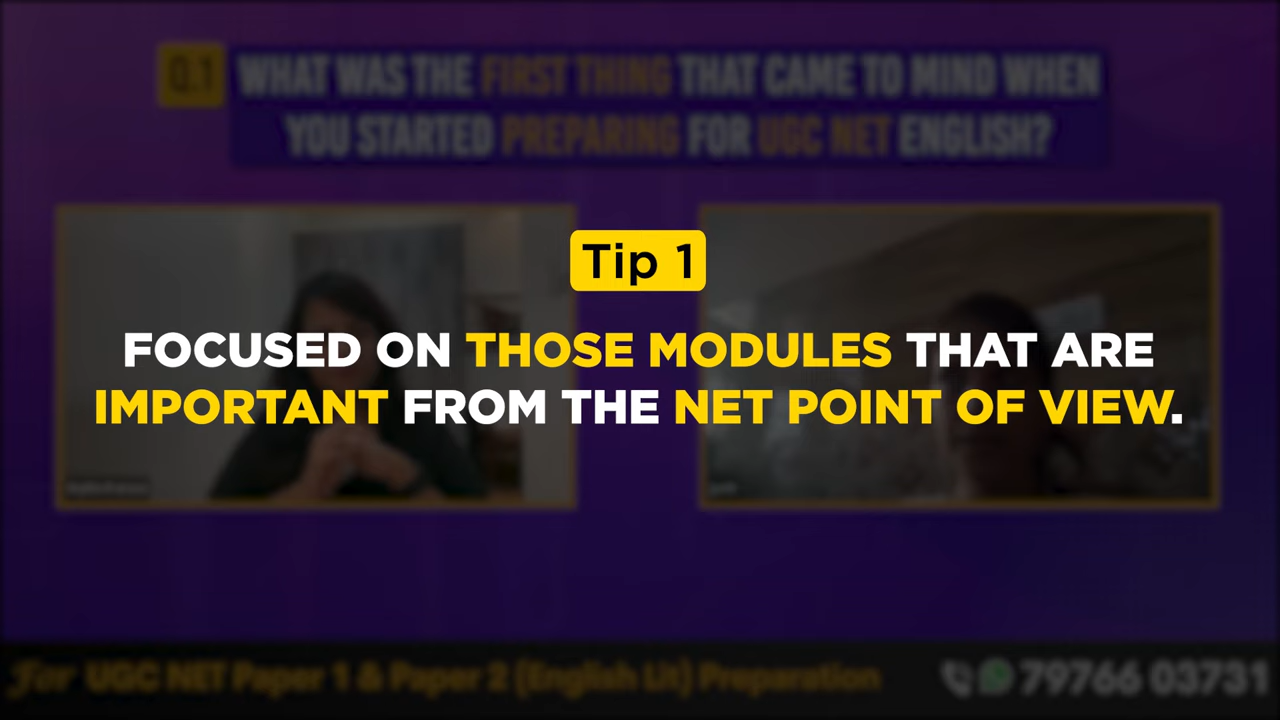 Q.1 WHAT WAS THE FIRST THING THAT CAME TO MIND WHEN
YOU STARTED PREPARING FOR UGC NET ENGLISH?
Tip 1
FOCUSED ON THOSE MODULES THAT ARE
IMPORTANT FROM THE NET POINT OF VIEW.
For UGC NET Paper 1 & Paper 2 (English Lit) Preparation
79766 03731